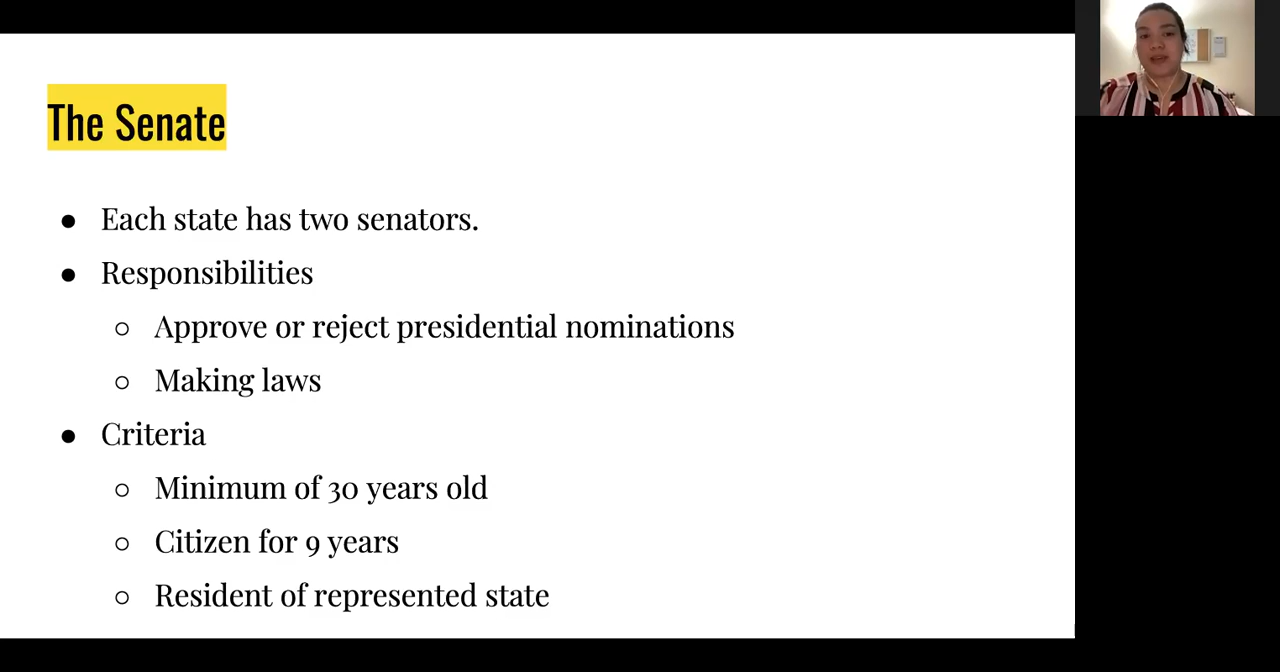 The Senate
● Each state has two senators.
● Responsibilities
○ Approve or reject presidential nominations
○ Making laws
● Criteria
○ Minimum of 30 years old
○ Citizen for 9 years
○ Resident of represented state